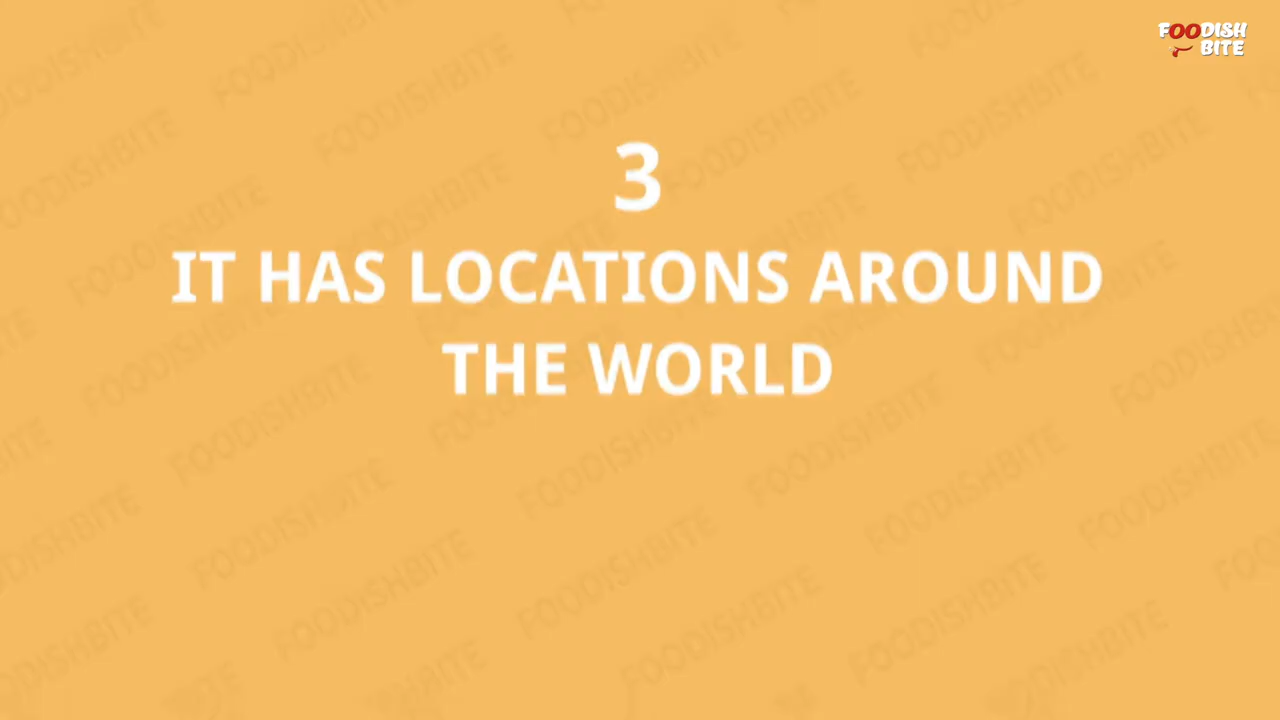 FOODISH
BITE
3
IT HAS LOCATIONS AROUND
THE WORLD